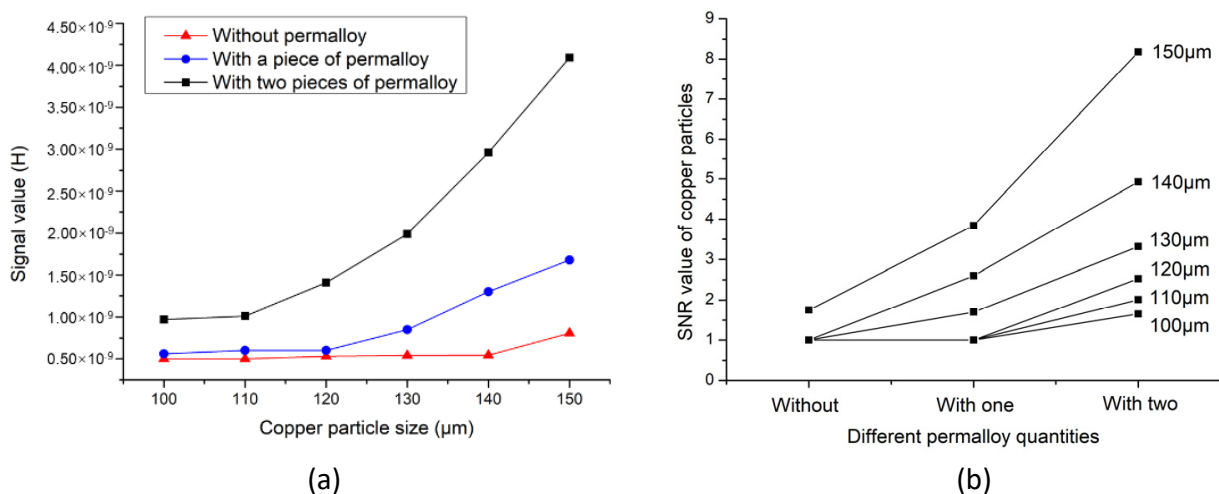 4.50×10⁻⁹
4.00×10⁻⁹
3.50×10⁻⁹
3.00×10⁻⁹
2.50×10⁻⁹
2.00×10⁻⁹
1.50×10⁻⁹
1.00×10⁻⁹
0.50×10⁻⁹
Signal value (H)
Without permalloy
With a piece of permalloy
With two pieces of permalloy
100 110 120 130 140 150
Copper particle size (µm)
(a)
9
8
7
6
5
4
3
2
1
0
SNR value of copper particles
150µm
140µm
130µm
120µm
110µm
100µm
Without With one With two
Different permalloy quantities
(b)